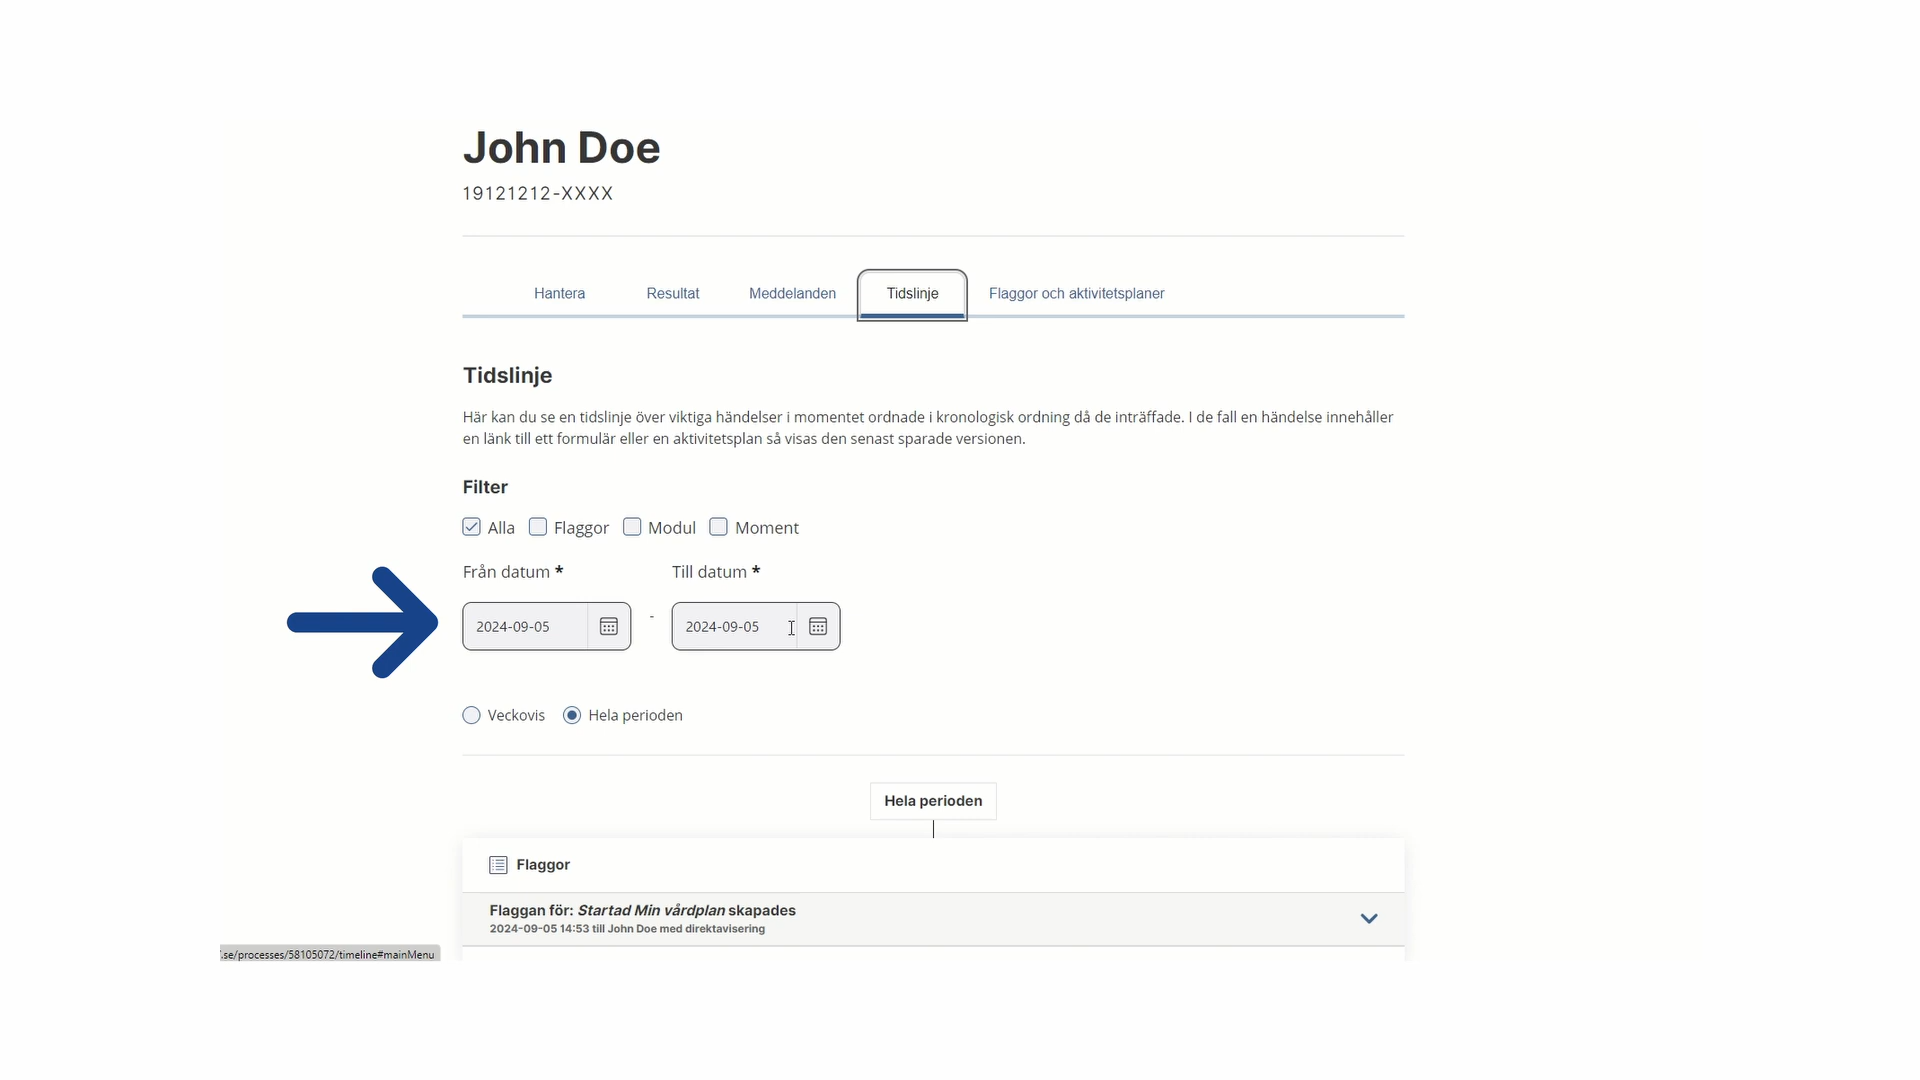 John Doe
19121212-XXXX
Hantera Resultat Meddelanden Tidslinje Flaggor och aktivitetsplaner
Tidslinje
Här kan du se en tidslinje över viktiga händelser i momentet ordnade i kronologisk ordning då de inträffade. I de fall en händelse innehåller
en länk till ett formulär eller en aktivitetsplan så visas den senast sparade versionen.
Filter
Alla Flaggor Modul Moment
Från datum * Till datum *
2024-09-05 - 2024-09-05
Veckovis Hela perioden
Hela perioden
Flaggor
Flaggan för: Startad Min vårdplan skapades
2024-09-05 14:53 till John Doe med direktavisering
.se/processes/58105072/timeline#mainMenu